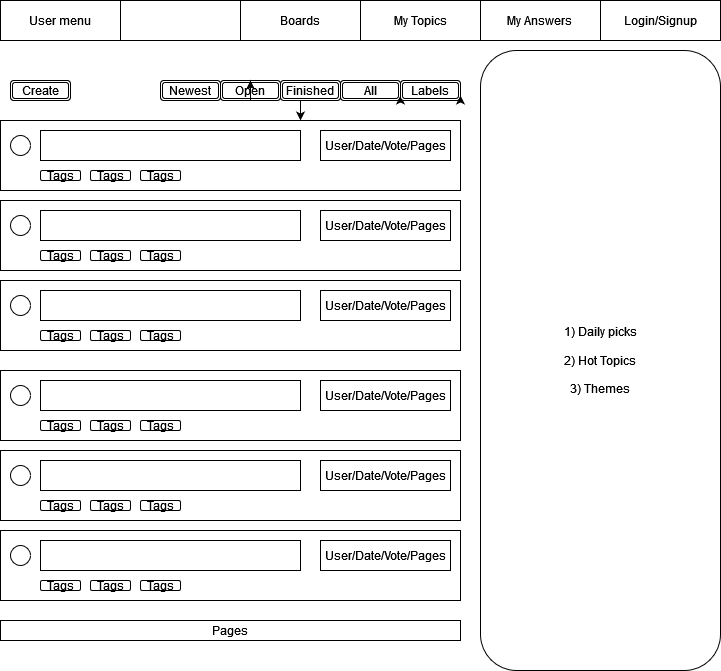 User menu
Boards
My Topics
My Answers
Login/Signup
Create
Newest
Open
Finished
All
Labels
User/Date/Vote/Pages
Tags Tags Tags
User/Date/Vote/Pages
Tags Tags Tags
User/Date/Vote/Pages
Tags Tags Tags
User/Date/Vote/Pages
Tags Tags Tags
User/Date/Vote/Pages
Tags Tags Tags
User/Date/Vote/Pages
Tags Tags Tags
Pages
1) Daily picks
2) Hot Topics
3) Themes